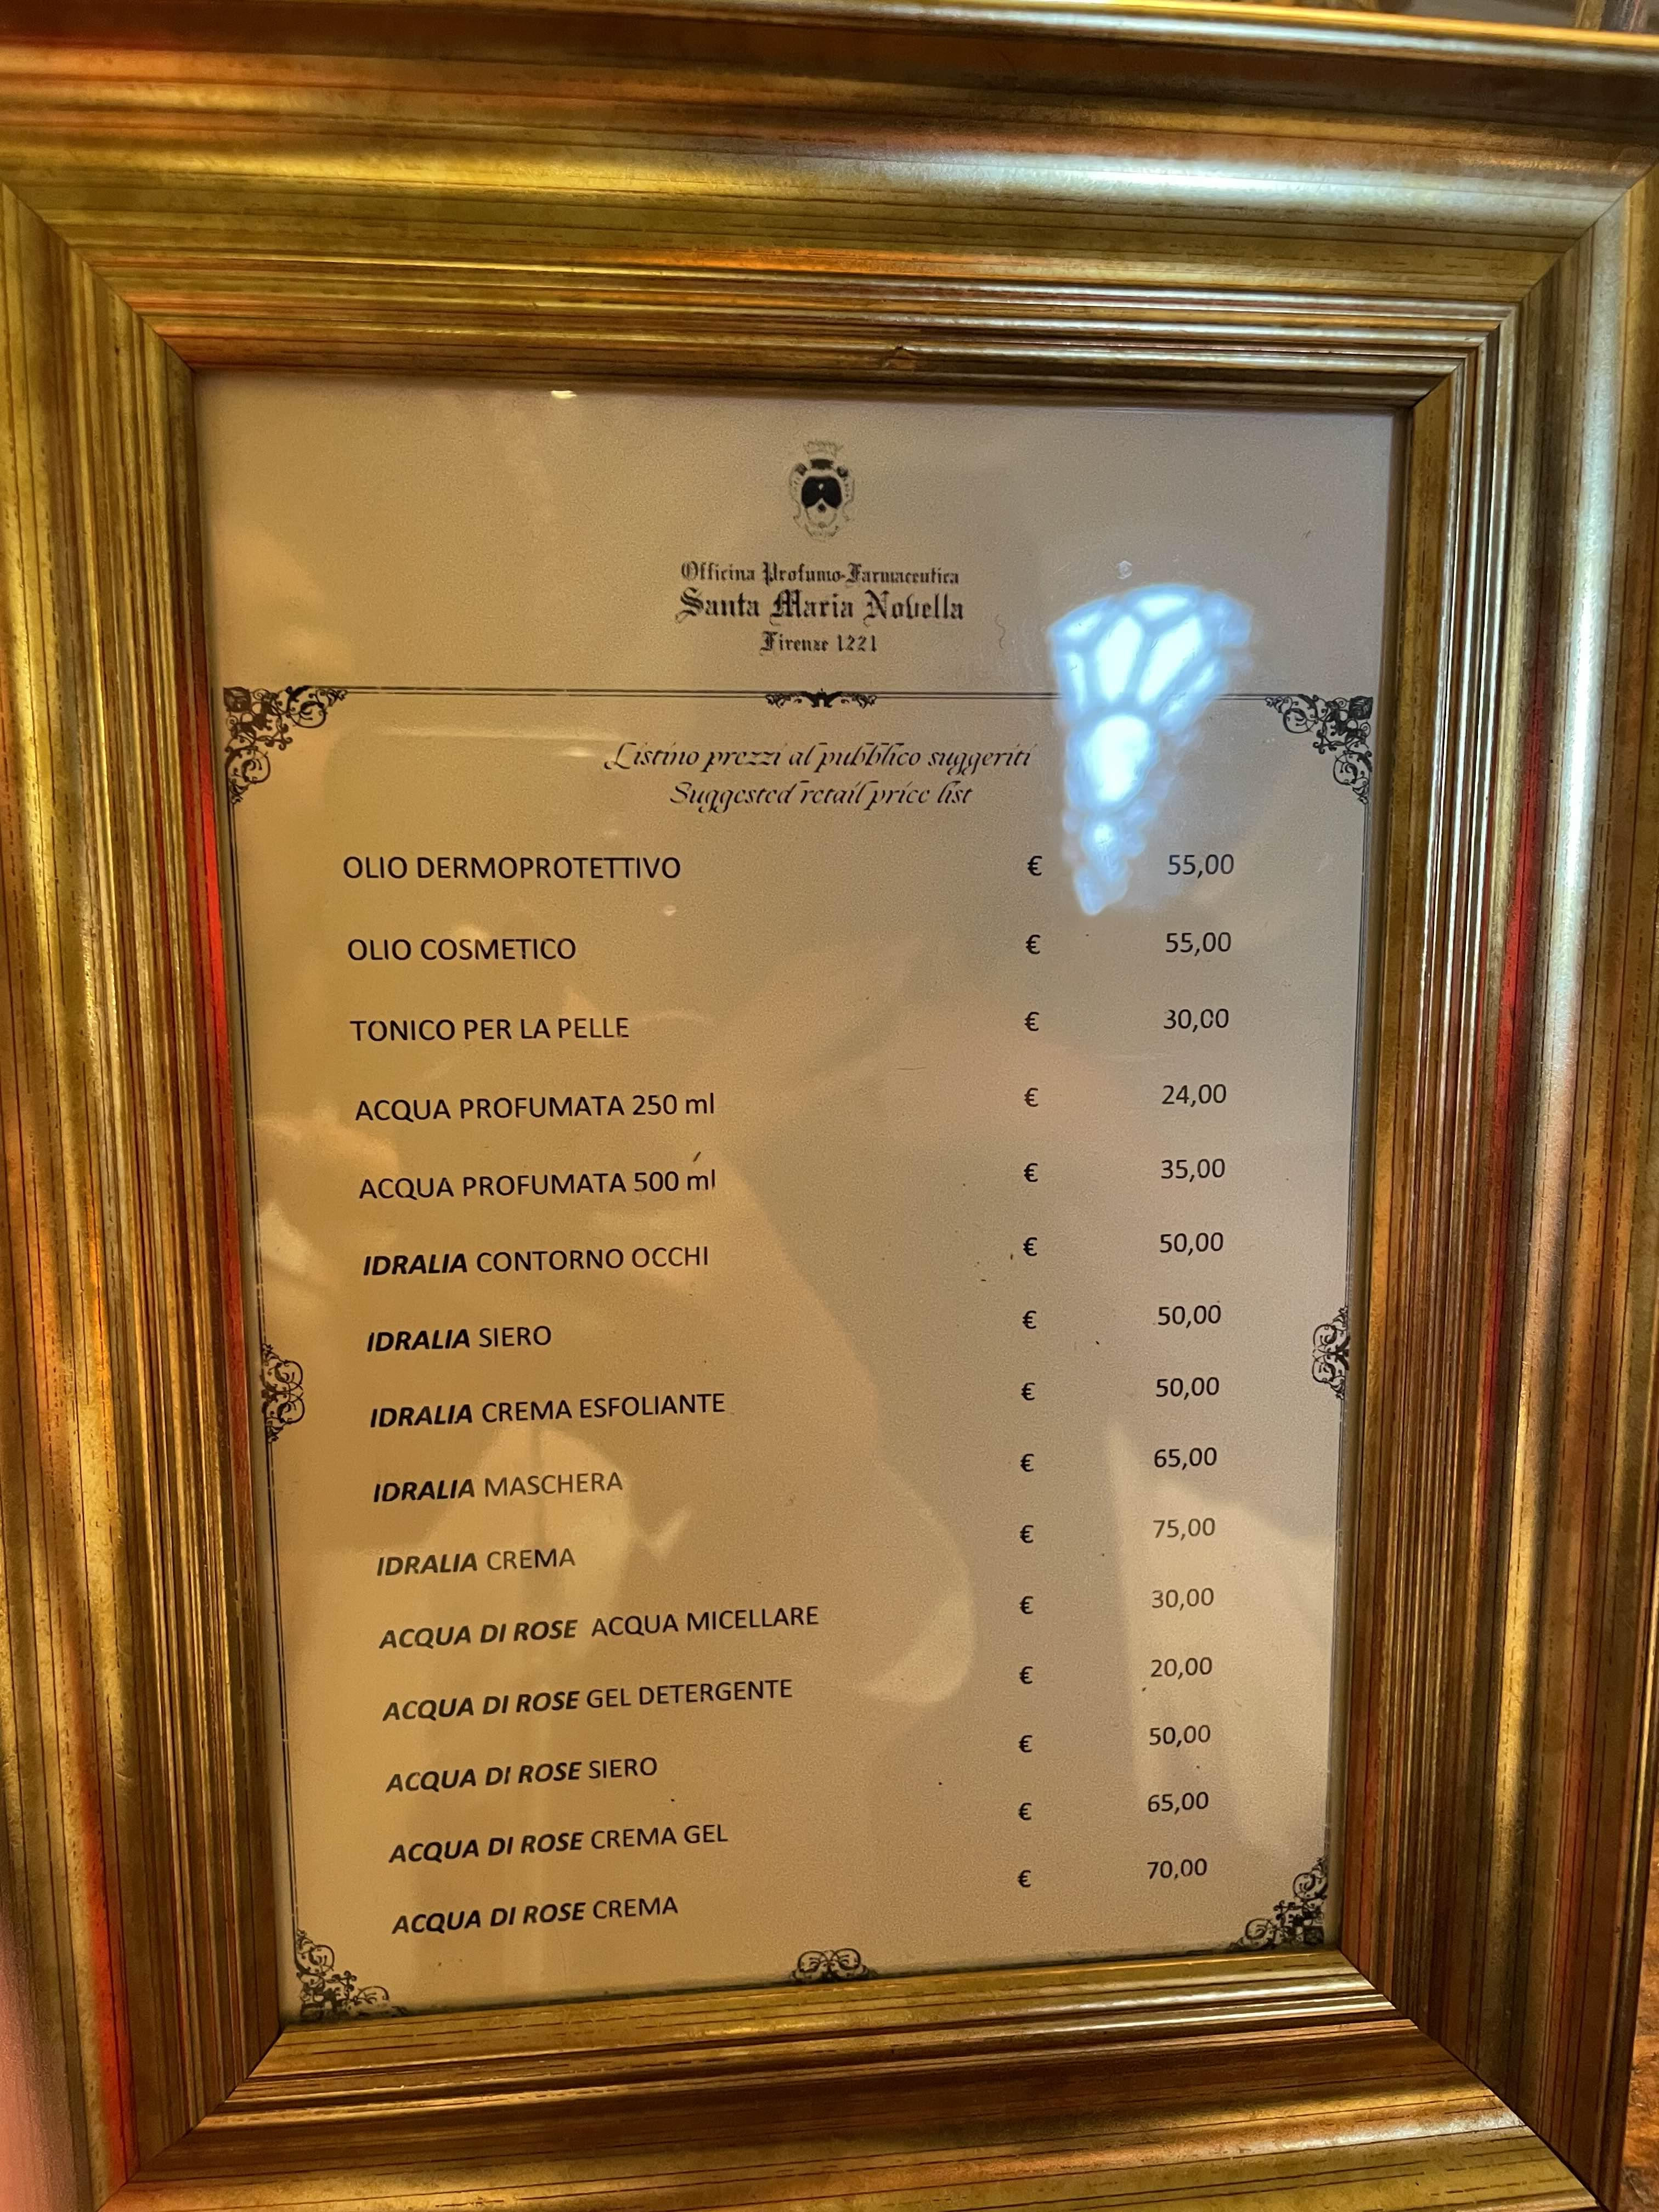 Officina Profumo-Farmaceutica
Santa Maria Novella
Firenze 1221
Listino prezzi al pubblico suggeriti
Suggested retail price list
OLIO DERMOPROTETTIVO € 55,00
OLIO COSMETICO € 55,00
TONICO PER LA PELLE € 30,00
ACQUA PROFUMATA 250 ml € 24,00
ACQUA PROFUMATA 500 ml € 35,00
IDRALIA CONTORNO OCCHI € 50,00
IDRALIA SIERO € 50,00
IDRALIA CREMA ESFOLIANTE € 50,00
IDRALIA MASCHERA € 65,00
IDRALIA CREMA € 75,00
ACQUA DI ROSE ACQUA MICELLARE € 30,00
ACQUA DI ROSE GEL DETERGENTE € 20,00
ACQUA DI ROSE SIERO € 50,00
ACQUA DI ROSE CREMA GEL € 65,00
ACQUA DI ROSE CREMA € 70,00